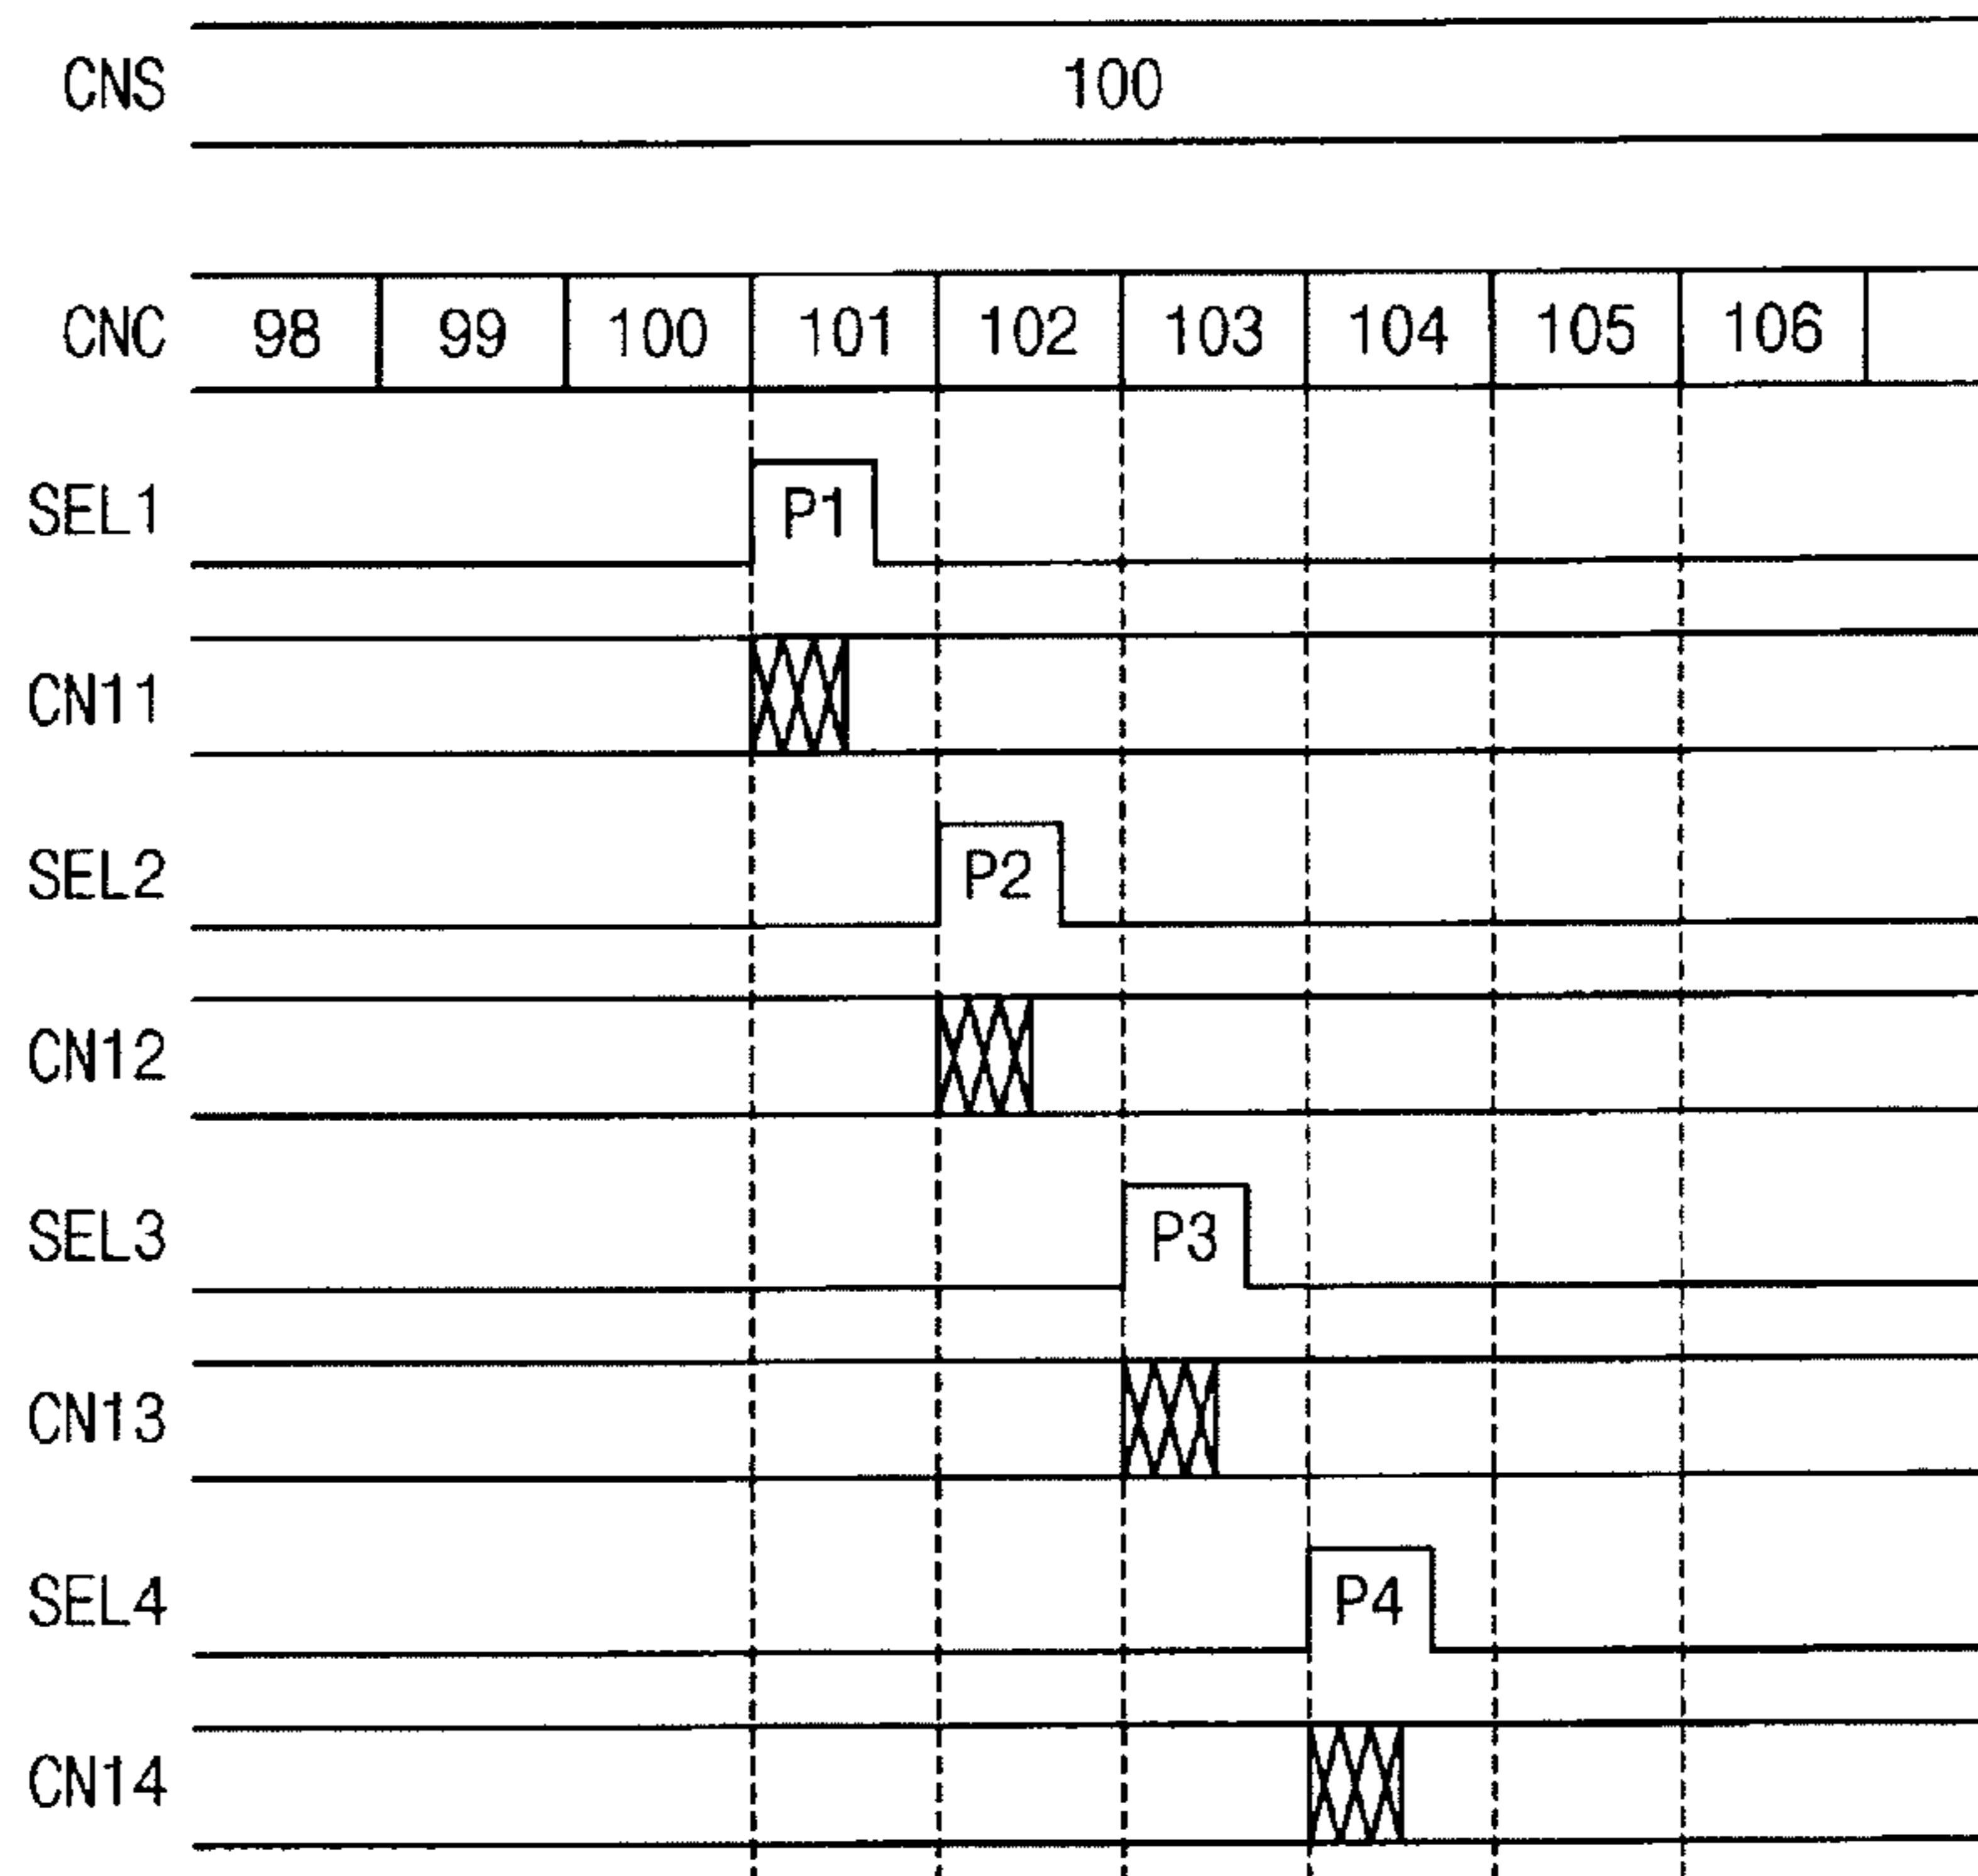 CNS 100
CNC 98 99 100 101 102 103 104 105 106
SEL1 P1
CN11
SEL2 P2
CN12
SEL3 P3
CN13
SEL4 P4
CN14